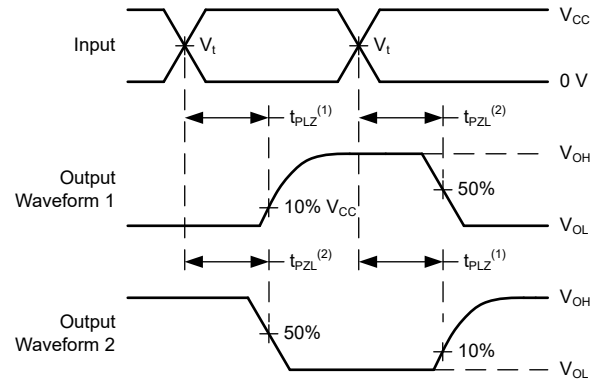 V_CC
Input
V_t
V_t
0 V
t_PLZ^(1)
t_PZL^(2)
V_OH
Output
Waveform 1
10% V_CC
50%
V_OL
t_PZL^(2)
t_PLZ^(1)
V_OH
Output
Waveform 2
50%
10%
V_OL